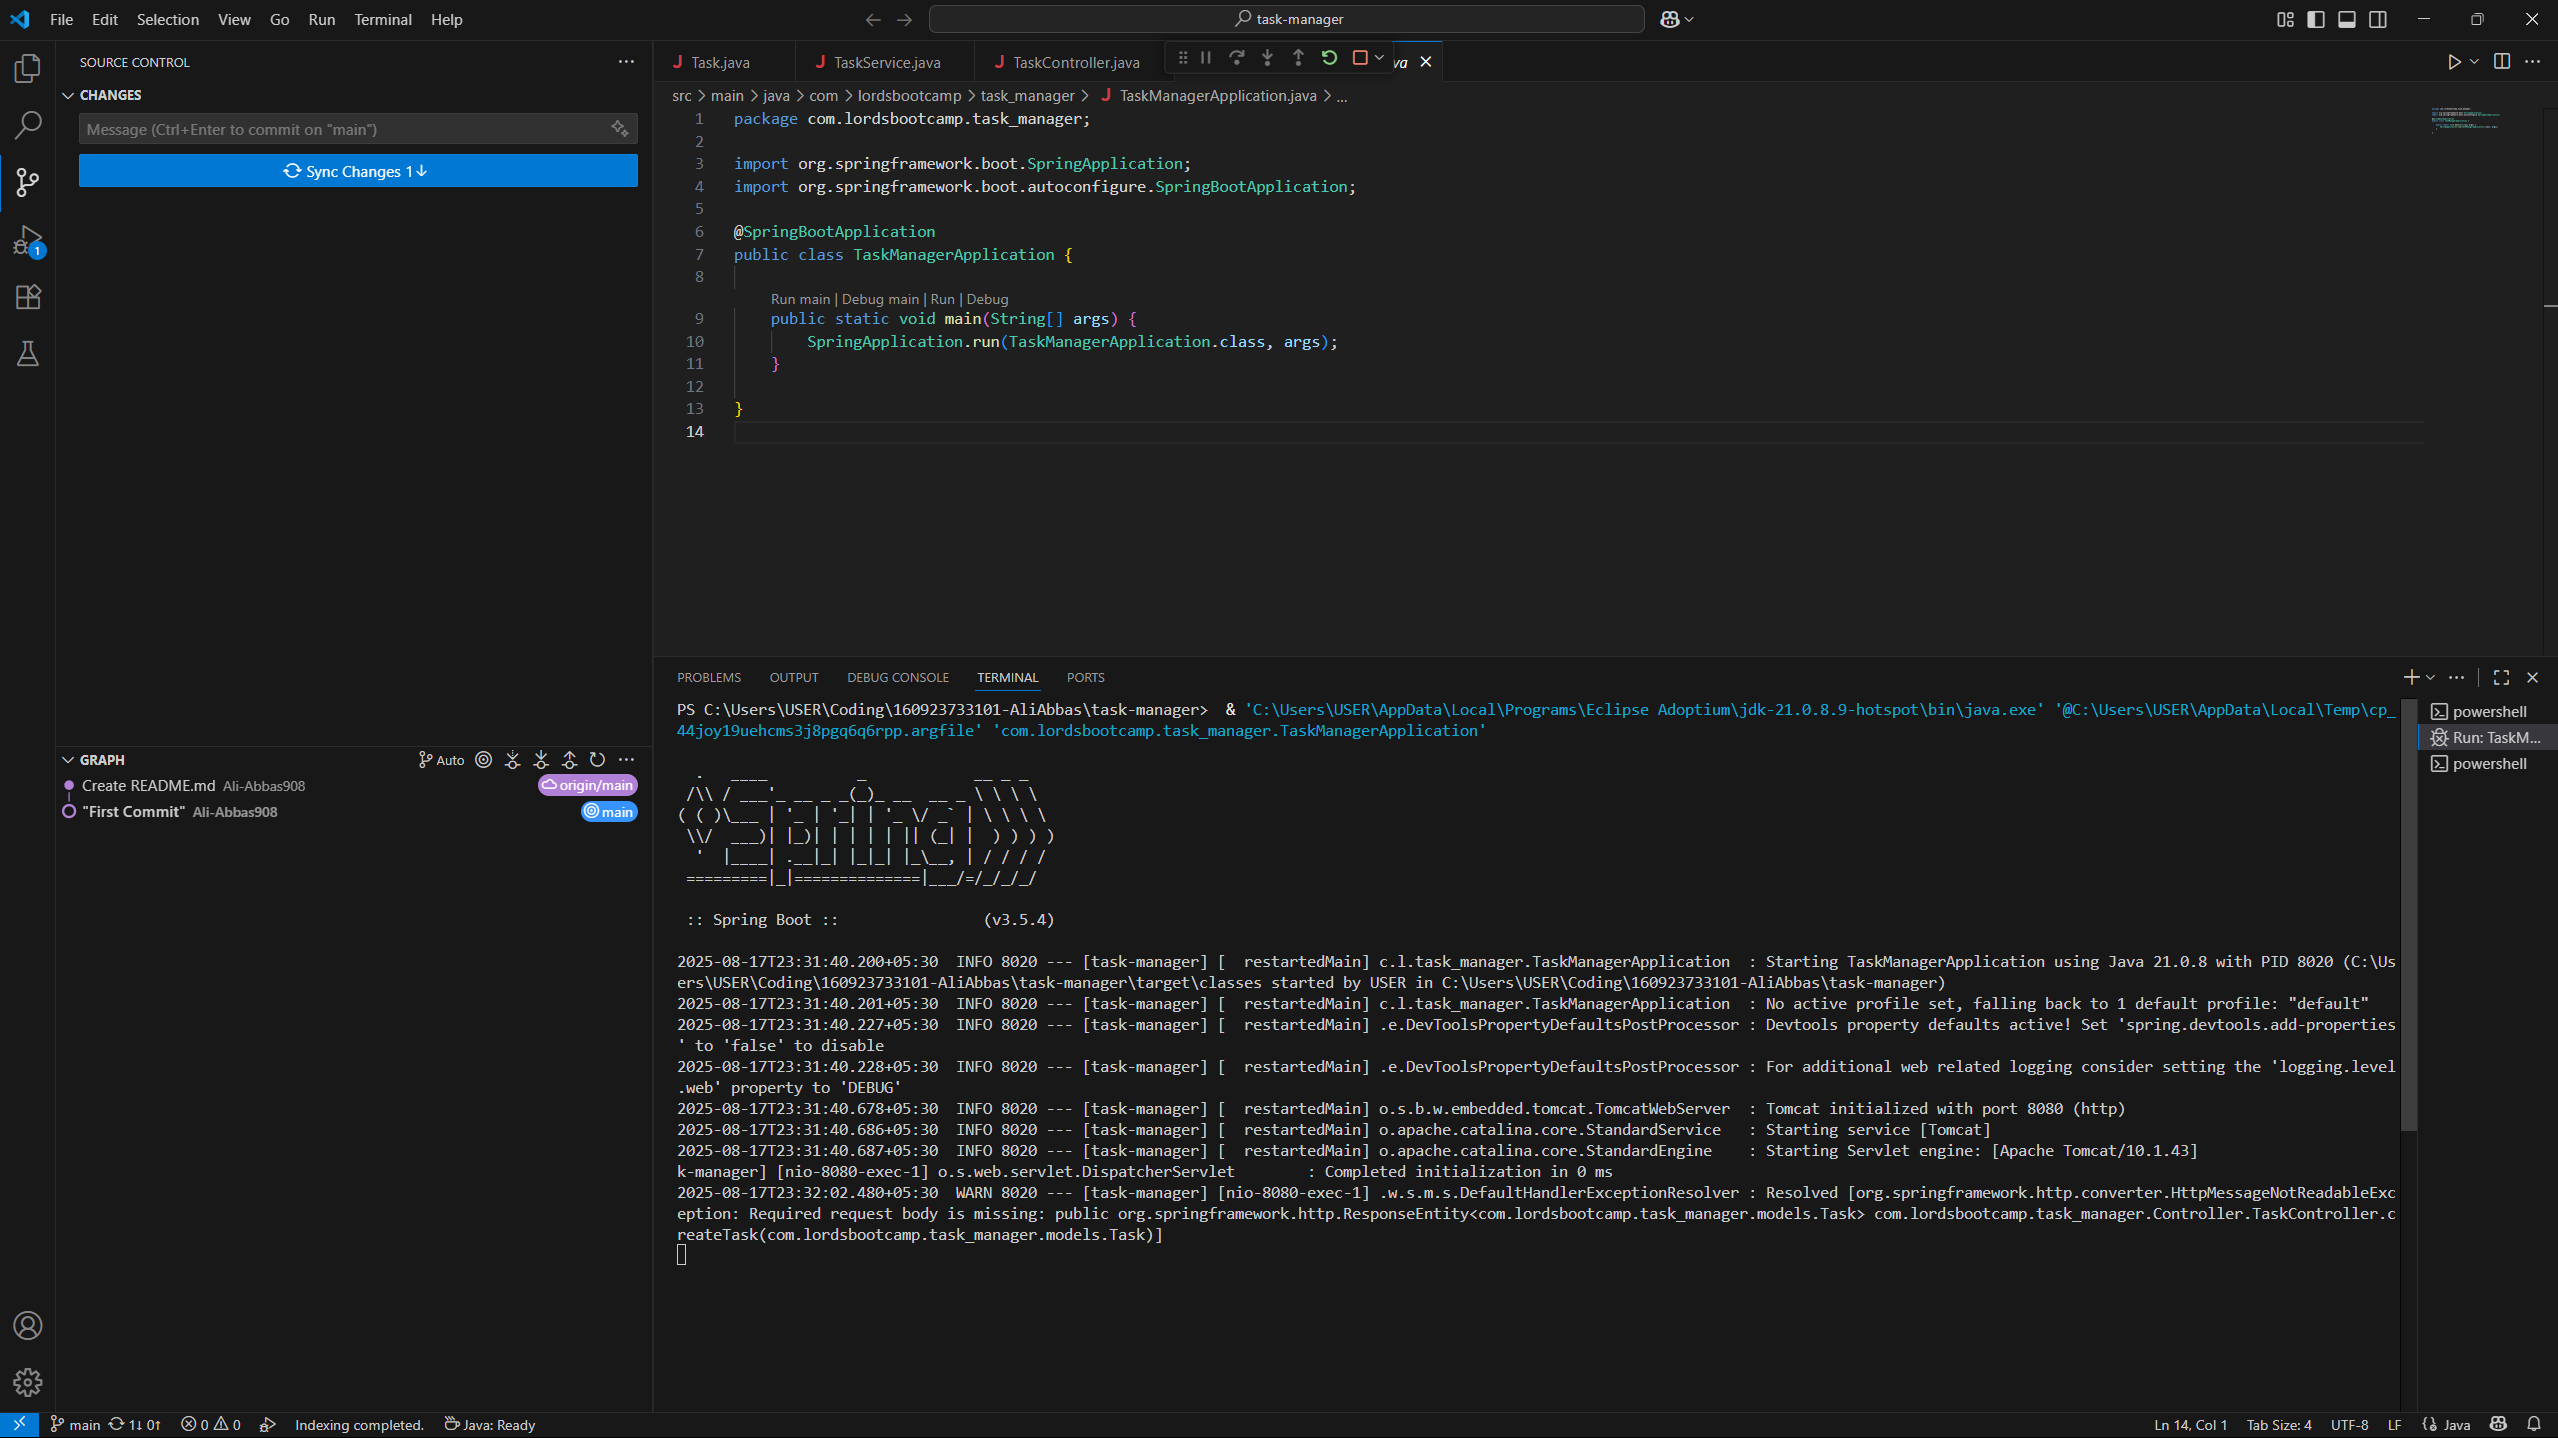 File Edit Selection View Go Run Terminal Help
task-manager
SOURCE CONTROL
CHANGES
Message (Ctrl+Enter to commit on "main")
Sync Changes 1↓
1
GRAPH
Auto
Create README.md Ali-Abbas908 origin/main
"First Commit" Ali-Abbas908 main
Task.java TaskService.java TaskController.java va
src > main > java > com > lordsbootcamp > task_manager > J TaskManagerApplication.java > ...
1 package com.lordsbootcamp.task_manager;
2
3 import org.springframework.boot.SpringApplication;
4 import org.springframework.boot.autoconfigure.SpringBootApplication;
5
6 @SpringBootApplication
7 public class TaskManagerApplication {
8
Run main | Debug main | Run | Debug
9 public static void main(String[] args) {
10 SpringApplication.run(TaskManagerApplication.class, args);
11 }
12
13 }
14
PROBLEMS OUTPUT DEBUG CONSOLE TERMINAL PORTS
PS C:\Users\USER\Coding\160923733101-AliAbbas\task-manager>  & 'C:\Users\USER\AppData\Local\Programs\Eclipse Adoptium\jdk-21.0.8.9-hotspot\bin\java.exe' '@C:\Users\USER\AppData\Local\Temp\cp_
44joy19uehcms3j8pgq6q6rpp.argfile' 'com.lordsbootcamp.task_manager.TaskManagerApplication'
  .   ____          _            __ _ _
 /\\ / ___'_ __ _ _(_)_ __  __ _ \ \ \ \
( ( )\___ | '_ | '_| | '_ \/ _` | \ \ \ \
 \\/  ___)| |_)| | | | | || (_| |  ) ) ) )
  '  |____| .__|_| |_|_| |_\__, | / / / /
 =========|_|==============|___/=/_/_/_/
 :: Spring Boot ::                (v3.5.4)
2025-08-17T23:31:40.200+05:30  INFO 8020 --- [task-manager] [  restartedMain] c.l.task_manager.TaskManagerApplication  : Starting TaskManagerApplication using Java 21.0.8 with PID 8020 (C:\Us
ers\USER\Coding\160923733101-AliAbbas\task-manager\target\classes started by USER in C:\Users\USER\Coding\160923733101-AliAbbas\task-manager)
2025-08-17T23:31:40.201+05:30  INFO 8020 --- [task-manager] [  restartedMain] c.l.task_manager.TaskManagerApplication  : No active profile set, falling back to 1 default profile: "default"
2025-08-17T23:31:40.227+05:30  INFO 8020 --- [task-manager] [  restartedMain] .e.DevToolsPropertyDefaultsPostProcessor : Devtools property defaults active! Set 'spring.devtools.add-properties
' to 'false' to disable
2025-08-17T23:31:40.228+05:30  INFO 8020 --- [task-manager] [  restartedMain] .e.DevToolsPropertyDefaultsPostProcessor : For additional web related logging consider setting the 'logging.level
.web' property to 'DEBUG'
2025-08-17T23:31:40.678+05:30  INFO 8020 --- [task-manager] [  restartedMain] o.s.b.w.embedded.tomcat.TomcatWebServer  : Tomcat initialized with port 8080 (http)
2025-08-17T23:31:40.686+05:30  INFO 8020 --- [task-manager] [  restartedMain] o.apache.catalina.core.StandardService   : Starting service [Tomcat]
2025-08-17T23:31:40.687+05:30  INFO 8020 --- [task-manager] [  restartedMain] o.apache.catalina.core.StandardEngine    : Starting Servlet engine: [Apache Tomcat/10.1.43]
k-manager] [nio-8080-exec-1] o.s.web.servlet.DispatcherServlet        : Completed initialization in 0 ms
2025-08-17T23:32:02.480+05:30  WARN 8020 --- [task-manager] [nio-8080-exec-1] .w.s.m.s.DefaultHandlerExceptionResolver : Resolved [org.springframework.http.converter.HttpMessageNotReadableExc
eption: Required request body is missing: public org.springframework.http.ResponseEntity<com.lordsbootcamp.task_manager.models.Task> com.lordsbootcamp.task_manager.Controller.TaskController.c
reateTask(com.lordsbootcamp.task_manager.models.Task)]
powershell
Run: TaskM...
powershell
main 1↓ 0↑ 0 0 Indexing completed. Java: Ready Ln 14, Col 1 Tab Size: 4 UTF-8 LF Java